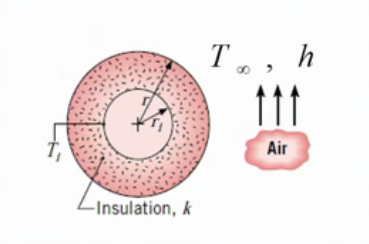 T∞ , h
r
r₁
Air
T₁
Insulation, k